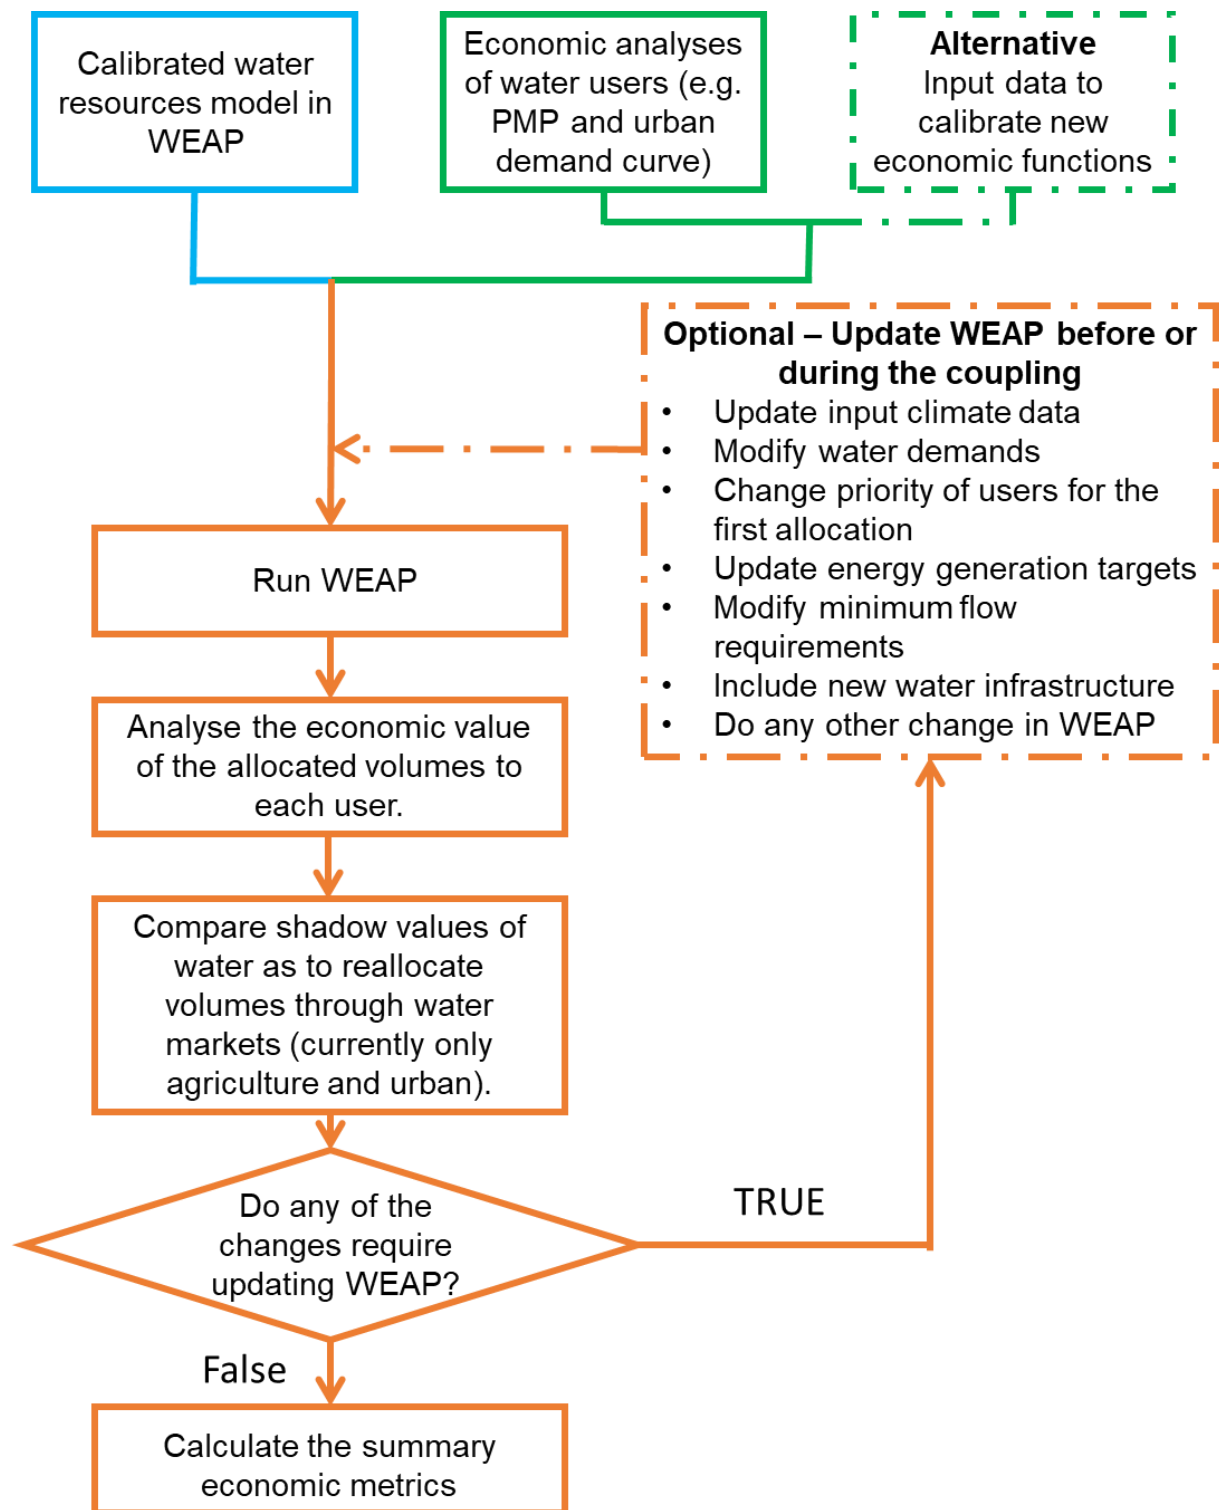 Calibrated water
resources model in
WEAP
Economic analyses
of water users (e.g.
PMP and urban
demand curve)
Alternative
Input data to
calibrate new
economic functions
Optional – Update WEAP before or
during the coupling
• Update input climate data
• Modify water demands
• Change priority of users for the
first allocation
• Update energy generation targets
• Modify minimum flow
requirements
• Include new water infrastructure
• Do any other change in WEAP
Run WEAP
Analyse the economic value
of the allocated volumes to
each user.
Compare shadow values of
water as to reallocate
volumes through water
markets (currently only
agriculture and urban).
Do any of the
changes require
updating WEAP?
TRUE
False
Calculate the summary
economic metrics